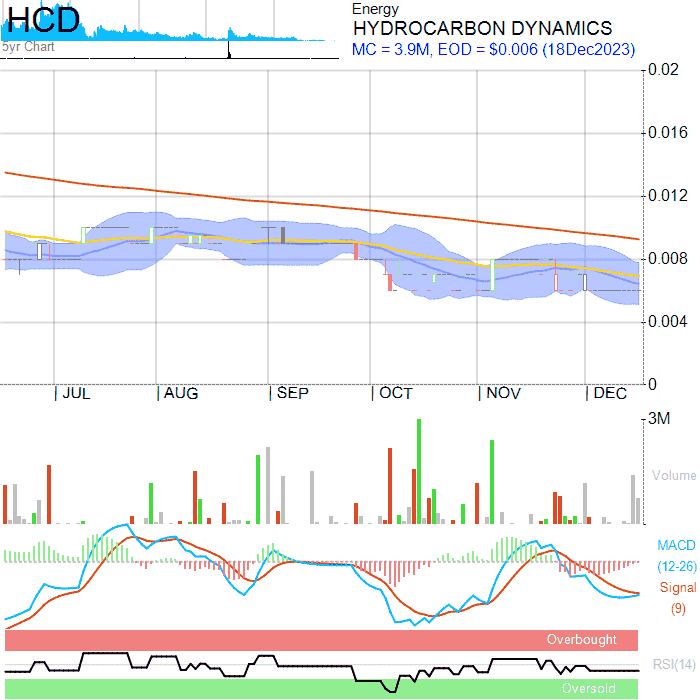 HCD
5yr Chart
Energy
HYDROCARBON DYNAMICS
MC = 3.9M, EOD = $0.006 (18Dec2023)
0.02
0.016
0.012
0.008
0.004
0
JUL AUG SEP OCT NOV DEC
3M
Volume
MACD
(12-26)
Signal
(9)
Overbought
RSI(14)
Oversold